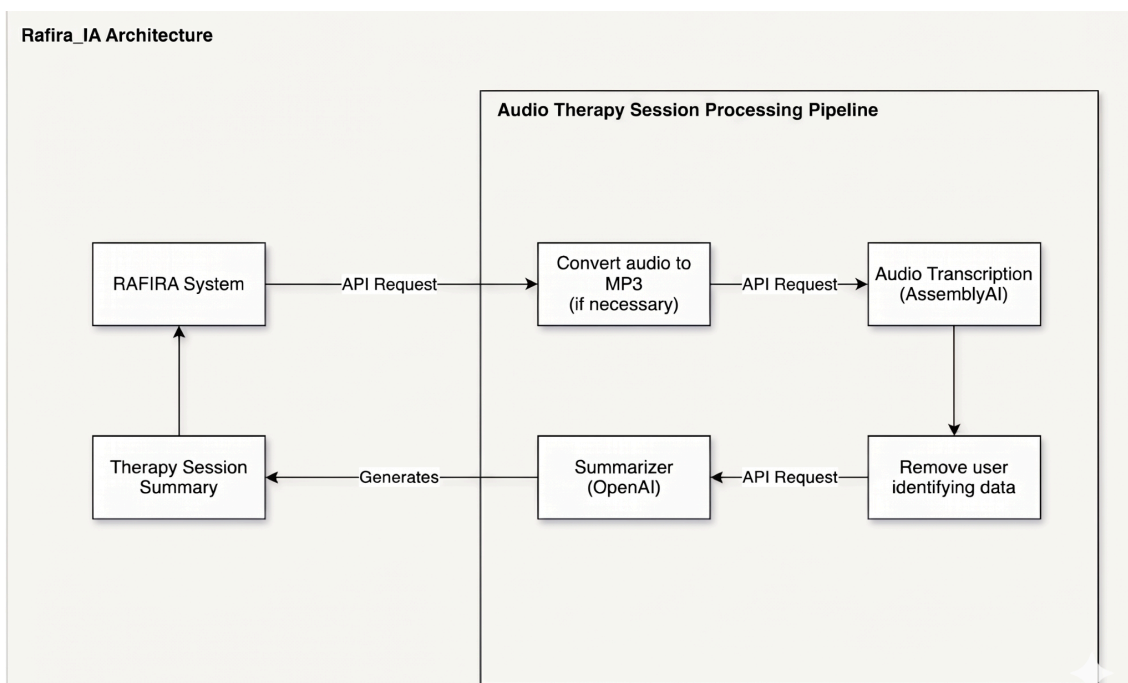 Rafira_IA Architecture
Audio Therapy Session Processing Pipeline
RAFIRA System
API Request
Convert audio to
MP3
(if necessary)
API Request
Audio Transcription
(AssemblyAI)
Therapy Session
Summary
Generates
Summarizer
(OpenAI)
API Request
Remove user
identifying data